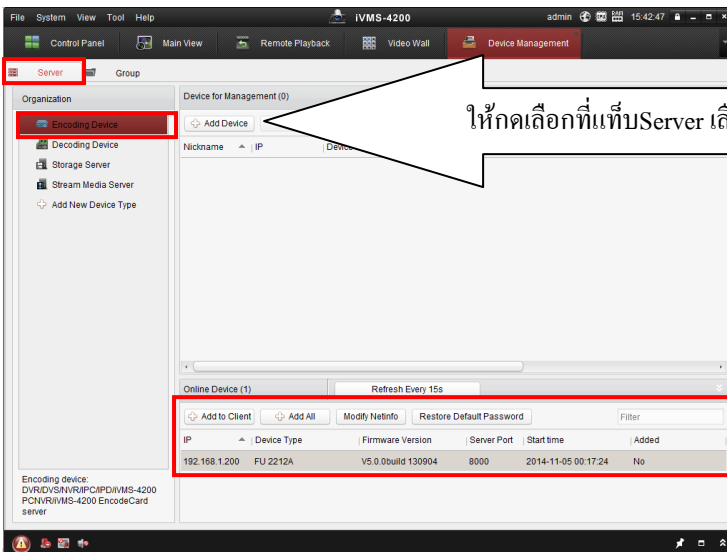 File System View Tool Help
iVMS-4200
admin
15:42:47
Control Panel
Main View
Remote Playback
Video Wall
Device Management
Server
Group
Organization
Encoding Device
Decoding Device
Storage Server
Stream Media Server
Add New Device Type
Encoding device:
DVR/DVS/NVR/IPC/IPD/iVMS-4200
PCNVR/iVMS-4200 EncodeCard
server
Device for Management (0)
Add Device
Nickname IP
ให้กดเลือกที่แท็บServer
Online Device (1) Refresh Every 15s
Add to Client Add All Modify Netinfo Restore Default Password Filter
IP Device Type Firmware Version Server Port Start time Added
192.168.1.200 FU 2212A V5.0.0build 130904 8000 2014-11-05 00:17:24 No